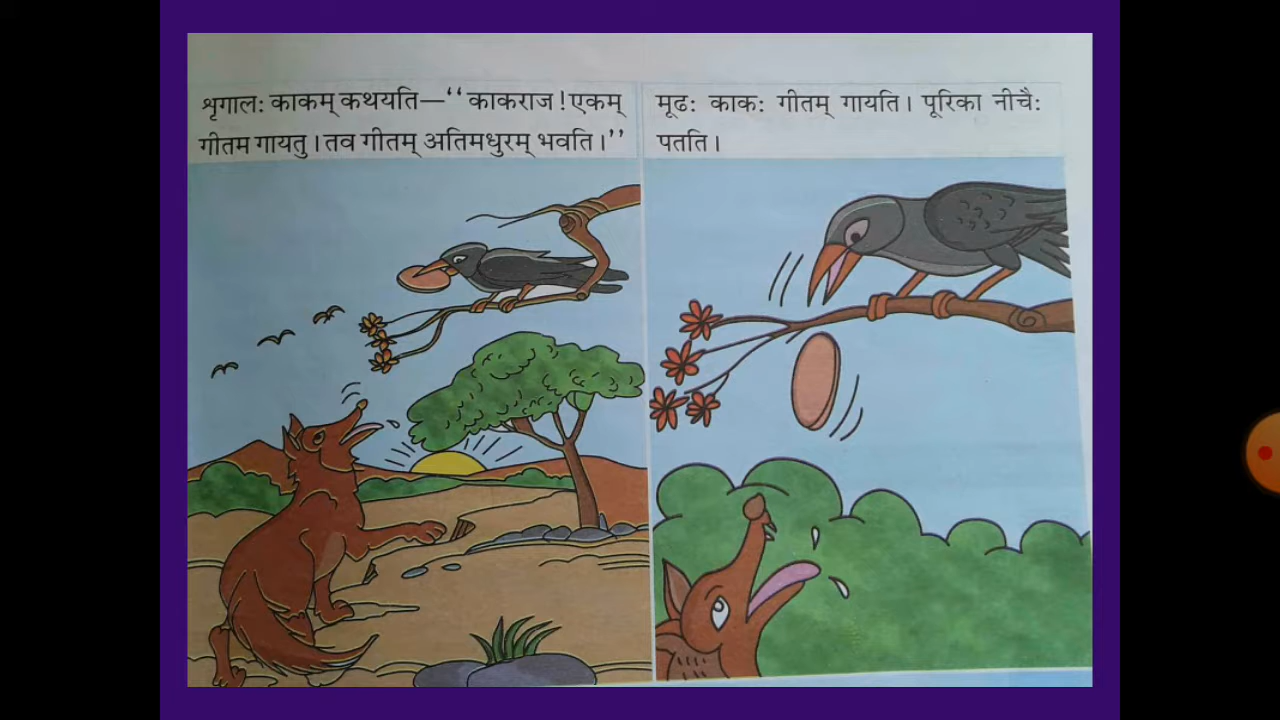 शृगालः काकम् कथयति—‘‘ काकराज ! एकम्
गीतम गायतु । तव गीतम् अतिमधुरम् भवति ।’’
मूढः काकः गीतम् गायति । पूरिका नीचैः
पतति ।